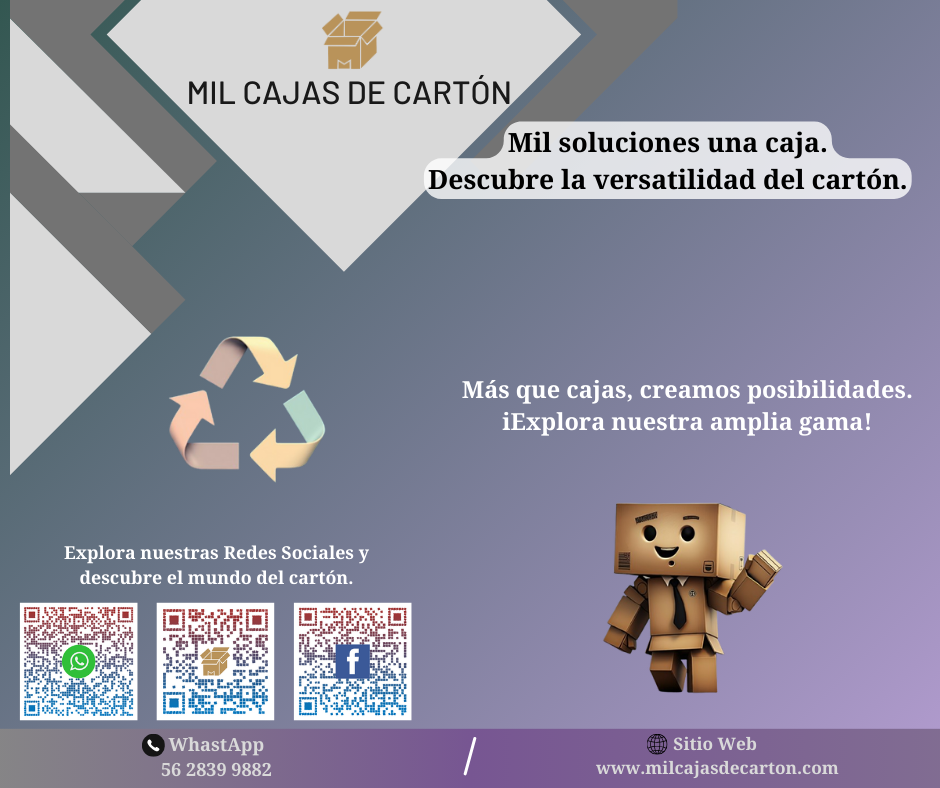 MIL CAJAS DE CARTÓN
Mil soluciones una caja.
Descubre la versatilidad del cartón.
Más que cajas, creamos posibilidades.
¡Explora nuestra amplia gama!
Explora nuestras Redes Sociales y
descubre el mundo del cartón.
WhastApp
56 2839 9882
/
Sitio Web
www.milcajasdecarton.com